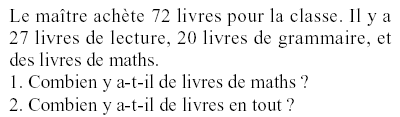 Le maître achète 72 livres pour la classe. Il y a
27 livres de lecture, 20 livres de grammaire, et
des livres de maths.
1. Combien y a-t-il de livres de maths ?
2. Combien y a-t-il de livres en tout ?